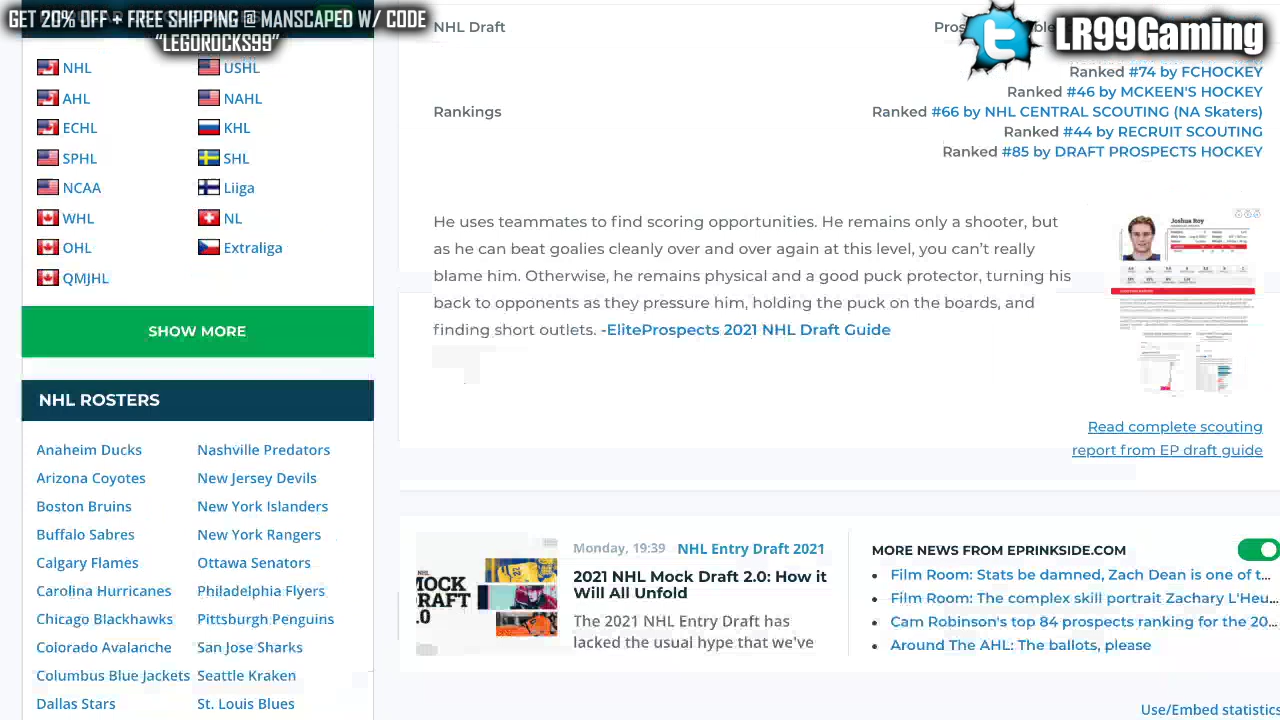 GET 20% OFF + FREE SHIPPING @ MANSCAPED W/ CODE
"LEGOROCKS99"
LR99Gaming
NHL
USHL
AHL
NAHL
ECHL
KHL
SPHL
SHL
NCAA
Liiga
WHL
NL
OHL
Extraliga
QMJHL
SHOW MORE
NHL ROSTERS
Anaheim Ducks
Nashville Predators
Arizona Coyotes
New Jersey Devils
Boston Bruins
New York Islanders
Buffalo Sabres
New York Rangers
Calgary Flames
Ottawa Senators
Carolina Hurricanes
Philadelphia Flyers
Chicago Blackhawks
Pittsburgh Penguins
Colorado Avalanche
San Jose Sharks
Columbus Blue Jackets
Seattle Kraken
Dallas Stars
St. Louis Blues
NHL Draft
Rankings
Ranked #74 by FCHOCKEY
Ranked #46 by MCKEEN'S HOCKEY
Ranked #66 by NHL CENTRAL SCOUTING (NA Skaters)
Ranked #44 by RECRUIT SCOUTING
Ranked #85 by DRAFT PROSPECTS HOCKEY
He uses teammates to find scoring opportunities. He remains only a shooter, but
as he can beat goalies cleanly over and over again at this level, you can't really
blame him. Otherwise, he remains physical and a good puck protector, turning his
back to opponents as they pressure him, holding the puck on the boards, and
finding short outlets. -EliteProspects 2021 NHL Draft Guide
Joshua Roy
Read complete scouting
report from EP draft guide
MOCK
DRAFT
2.0
Monday, 19:39 NHL Entry Draft 2021
2021 NHL Mock Draft 2.0: How it
Will All Unfold
The 2021 NHL Entry Draft has
lacked the usual hype that we've
MORE NEWS FROM EPRINKSIDE.COM
Film Room: Stats be damned, Zach Dean is one of t...
Film Room: The complex skill portrait Zachary L'Heu...
Cam Robinson's top 84 prospects ranking for the 20...
Around The AHL: The ballots, please
Use/Embed statistics